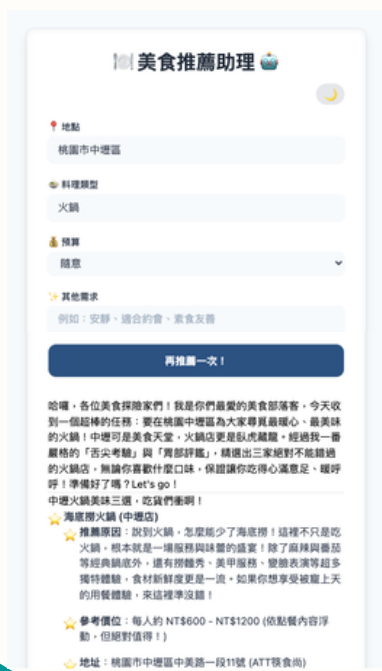 🍽️ 美食推薦助理 🤖
📍 地點
桃園市中壢區
🍲 料理類型
火鍋
💰 預算
隨意
✨ 其他需求
例如：安靜、適合約會、素食友善
再推薦一次！
哈囉，各位美食探險家們！我是你們最愛的美食部落客，今天收
到一個超棒的任務：要在桃園中壢區為大家尋覓最暖心、最美味
的火鍋！中壢可是美食天堂，火鍋店更是臥虎藏龍。經過我一番
嚴格的「舌尖考驗」與「胃部評鑑」，精選出三家絕對不能錯過
的火鍋店，無論你喜歡什麼口味，保證讓你吃得心滿意足、暖呼
呼！準備好了嗎？Let's go！
中壢火鍋美味三選，吃貨們衝啊！
海底撈火鍋 (中壢店)
推薦原因：說到火鍋，怎麼能少了海底撈！這裡不只是吃
火鍋，根本就是一場服務與味蕾的盛宴！除了麻辣與番茄
等經典鍋底外，還有撈麵秀、美甲服務、變臉表演等超多
獨特體驗，食材新鮮度更是一流。如果你想享受被寵上天
的用餐體驗，來這裡準沒錯！
參考價位：每人約 NT$600 - NT$1200 (依點餐內容浮
動，但絕對值得！)
地址：桃園市中壢區中美路一段11號 (ATT筷食尚)